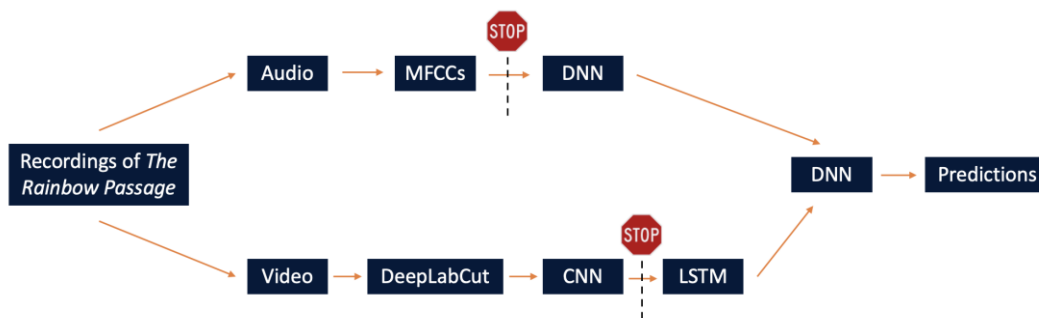 STOP
Audio
MFCCs
DNN
Recordings of The
Rainbow Passage
DNN
Predictions
STOP
Video
DeepLabCut
CNN
LSTM